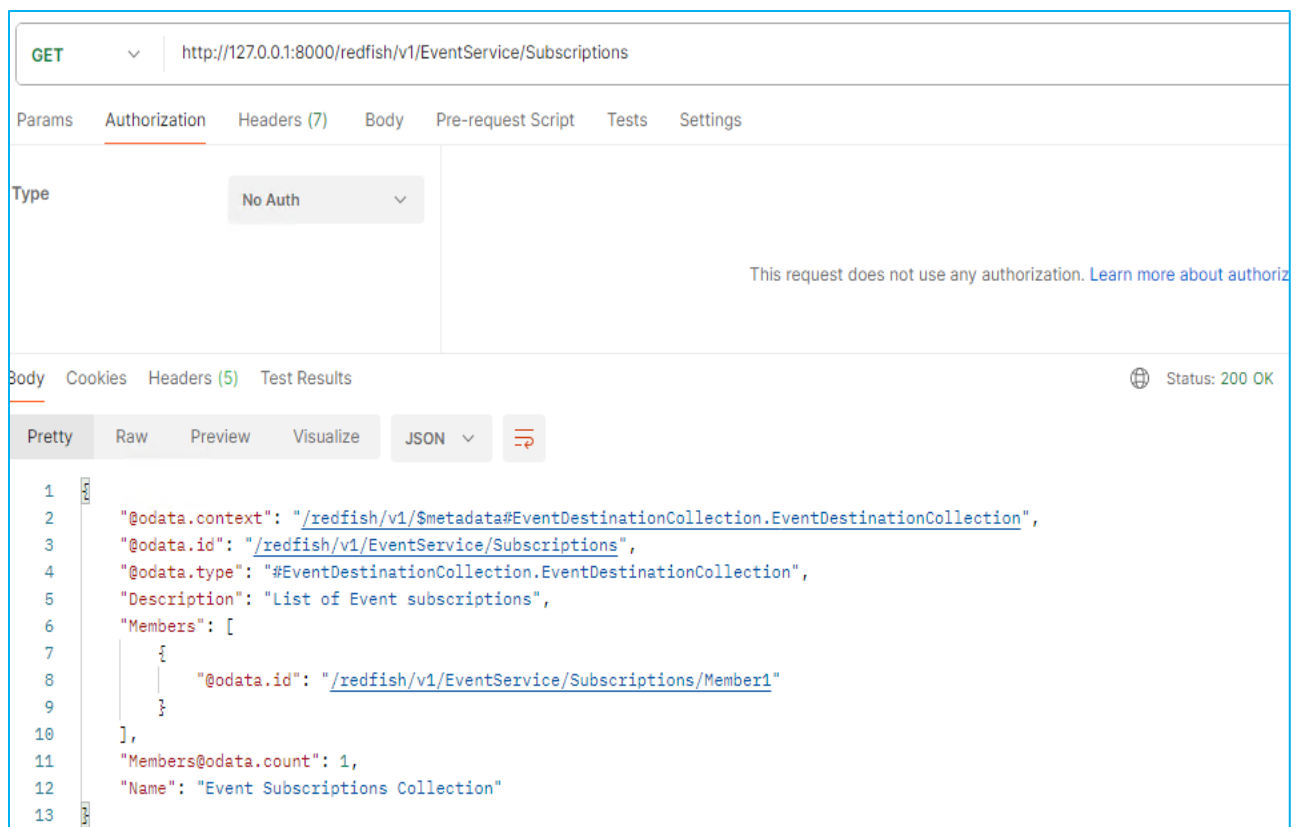 GET http://127.0.0.1:8000/redfish/v1/EventService/Subscriptions
Params Authorization Headers (7) Body Pre-request Script Tests Settings
Type No Auth
This request does not use any authorization. Learn more about authoriz
Body Cookies Headers (5) Test Results Status: 200 OK
Pretty Raw Preview Visualize JSON
1 {
2 "@odata.context": "/redfish/v1/$metadata#EventDestinationCollection.EventDestinationCollection",
3 "@odata.id": "/redfish/v1/EventService/Subscriptions",
4 "@odata.type": "#EventDestinationCollection.EventDestinationCollection",
5 "Description": "List of Event subscriptions",
6 "Members": [
7 {
8 "@odata.id": "/redfish/v1/EventService/Subscriptions/Member1"
9 }
10 ],
11 "Members@odata.count": 1,
12 "Name": "Event Subscriptions Collection"
13 }